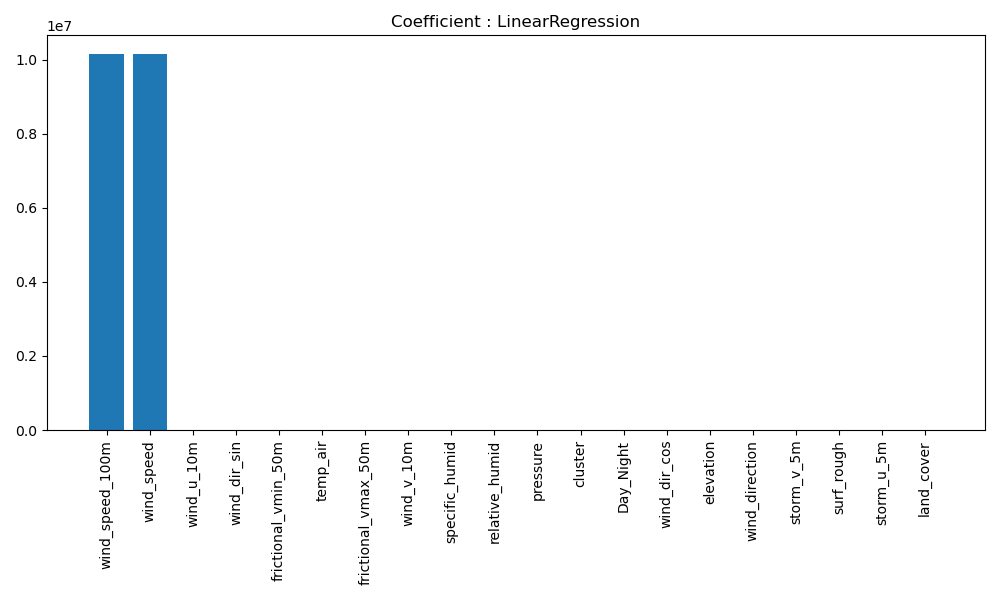 Coefficient : LinearRegression
1e7
1.0
0.8
0.6
0.4
0.2
0.0
wind_speed_100m
wind_speed
wind_u_10m
wind_dir_sin
frictional_vmin_50m
temp_air
frictional_vmax_50m
wind_v_10m
specific_humid
relative_humid
pressure
cluster
Day_Night
wind_dir_cos
elevation
wind_direction
storm_v_5m
surf_rough
storm_u_5m
land_cover